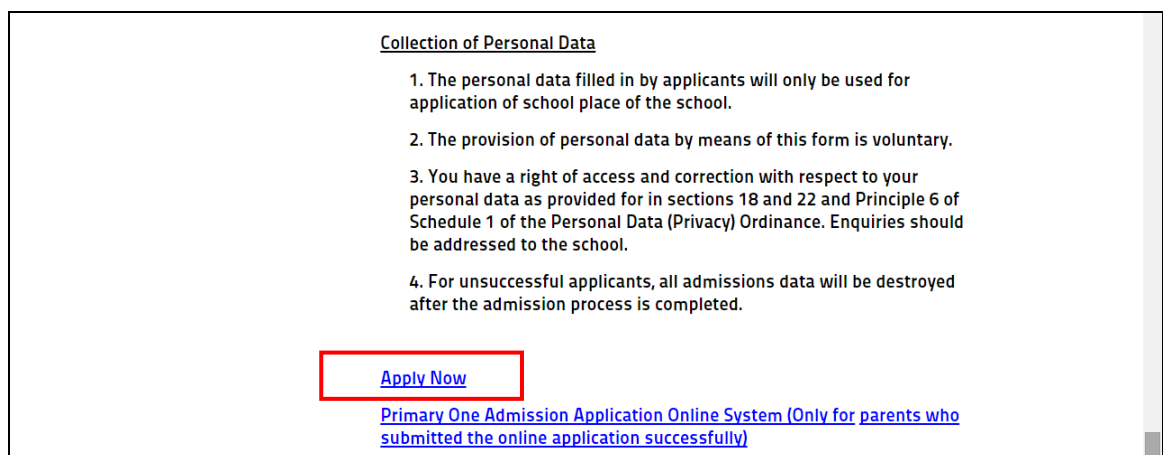 Collection of Personal Data
1. The personal data filled in by applicants will only be used for
application of school place of the school.
2. The provision of personal data by means of this form is voluntary.
3. You have a right of access and correction with respect to your
personal data as provided for in sections 18 and 22 and Principle 6 of
Schedule 1 of the Personal Data (Privacy) Ordinance. Enquiries should
be addressed to the school.
4. For unsuccessful applicants, all admissions data will be destroyed
after the admission process is completed.
Apply Now
Primary One Admission Application Online System (Only for parents who
submitted the online application successfully)